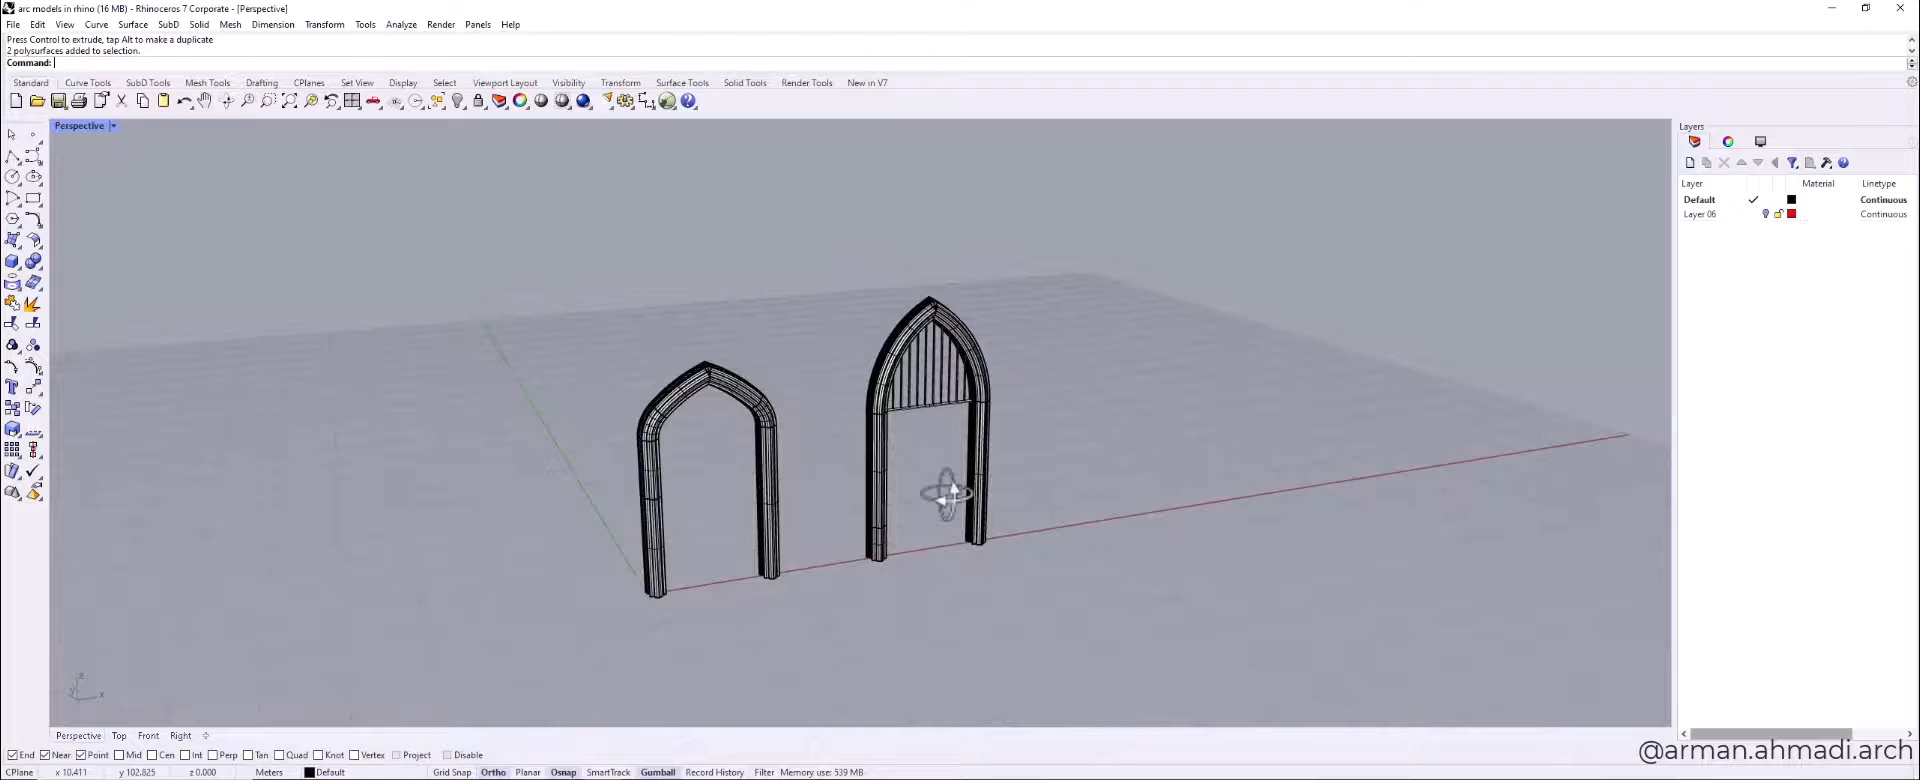 arc models in rhino (16 MB) - Rhinoceros 7 Corporate - [Perspective]
File Edit View Curve Surface SubD Solid Mesh Dimension Transform Tools Analyze Render Panels Help
Press Control to extrude, tap Alt to make a duplicate
2 polysurfaces added to selection.
Command:
Standard Curve Tools SubD Tools Mesh Tools Drafting CPlanes Set View Display Select Viewport Layout Visibility Transform Surface Tools Solid Tools Render Tools New in V7
Perspective
Layers
Layer Material Linetype
Default Continuous
Layer 06 Continuous
z
y x
Perspective Top Front Right
End Near Point Mid Cen Int Perp Tan Quad Knot Vertex Project Disable
@arman.ahmadi.arch
CPlane x 10.411 y 102.825 z 0.000 Meters Default Grid Snap Ortho Planar Osnap SmartTrack Gumball Record History Filter Memory use: 539 MB